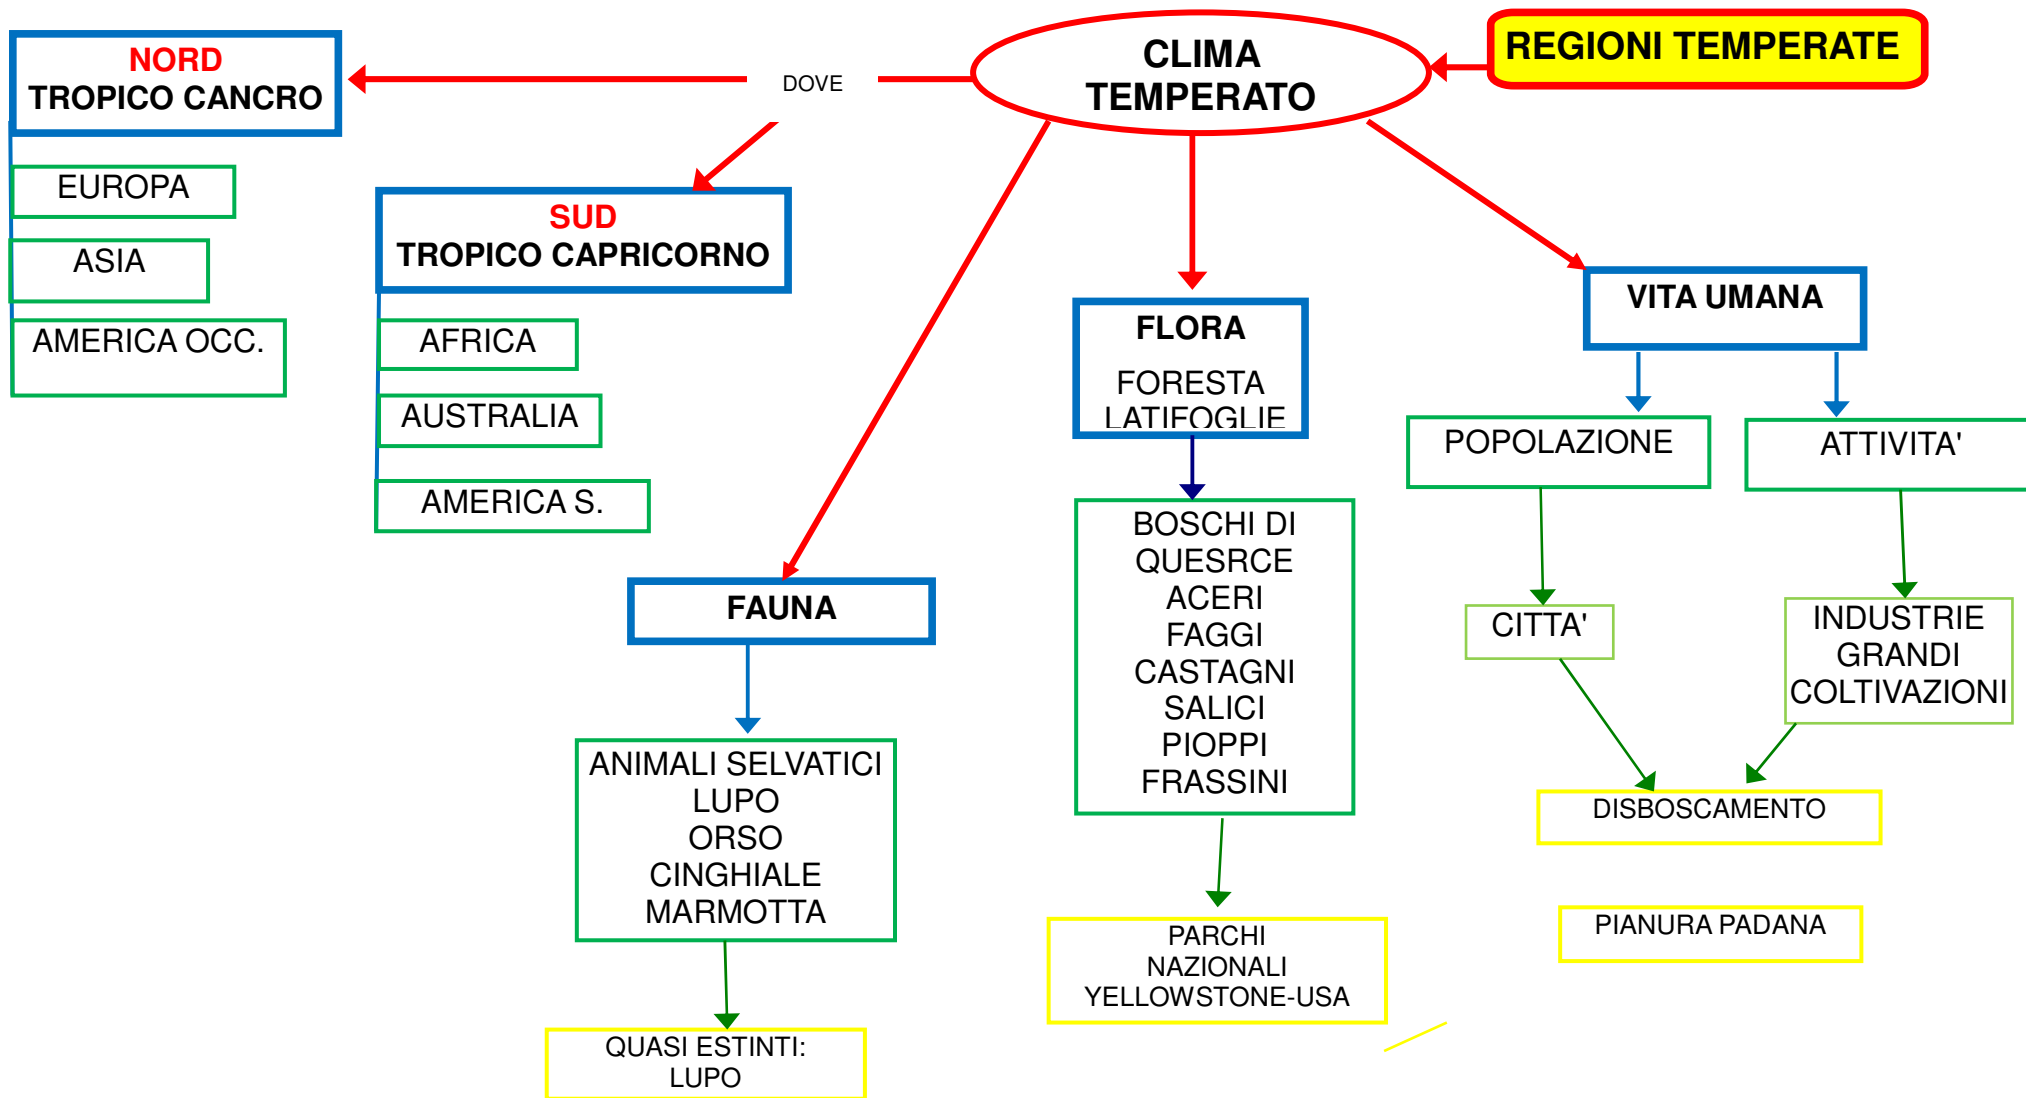 REGIONI TEMPERATE
CLIMA
TEMPERATO
DOVE
NORD
TROPICO CANCRO
EUROPA
ASIA
AMERICA OCC.
SUD
TROPICO CAPRICORNO
AFRICA
AUSTRALIA
AMERICA S.
FAUNA
ANIMALI SELVATICI
LUPO
ORSO
CINGHIALE
MARMOTTA
QUASI ESTINTI:
LUPO
FLORA
FORESTA
LATIFOGLIE
BOSCHI DI
QUESRCE
ACERI
FAGGI
CASTAGNI
SALICI
PIOPPI
FRASSINI
PARCHI
NAZIONALI
YELLOWSTONE-USA
VITA UMANA
POPOLAZIONE
ATTIVITA'
CITTA'
INDUSTRIE
GRANDI
COLTIVAZIONI
DISBOSCAMENTO
PIANURA PADANA